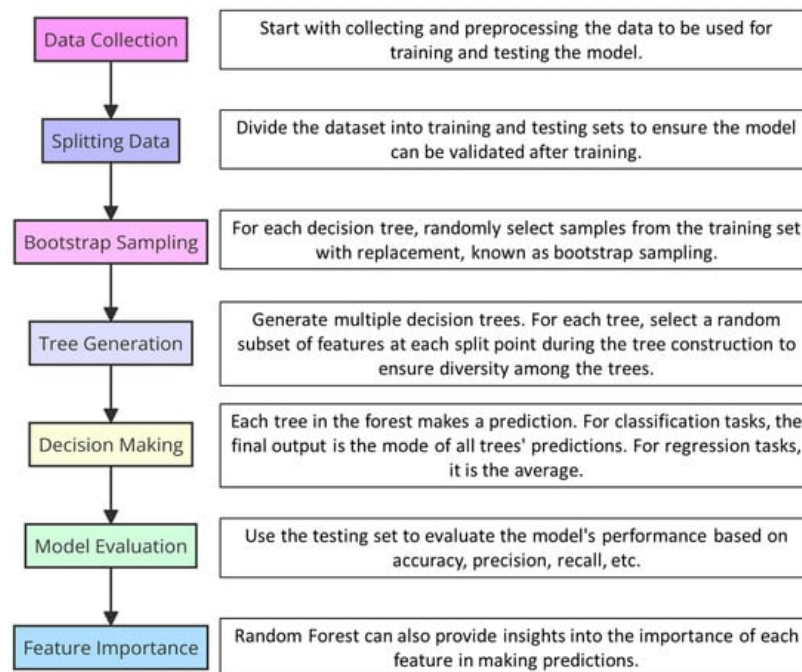 Data Collection
Start with collecting and preprocessing the data to be used for
training and testing the model.
Splitting Data
Divide the dataset into training and testing sets to ensure the model
can be validated after training.
Bootstrap Sampling
For each decision tree, randomly select samples from the training set
with replacement, known as bootstrap sampling.
Tree Generation
Generate multiple decision trees. For each tree, select a random
subset of features at each split point during the tree construction to
ensure diversity among the trees.
Decision Making
Each tree in the forest makes a prediction. For classification tasks, the
final output is the mode of all trees' predictions. For regression tasks,
it is the average.
Model Evaluation
Use the testing set to evaluate the model's performance based on
accuracy, precision, recall, etc.
Feature Importance
Random Forest can also provide insights into the importance of each
feature in making predictions.